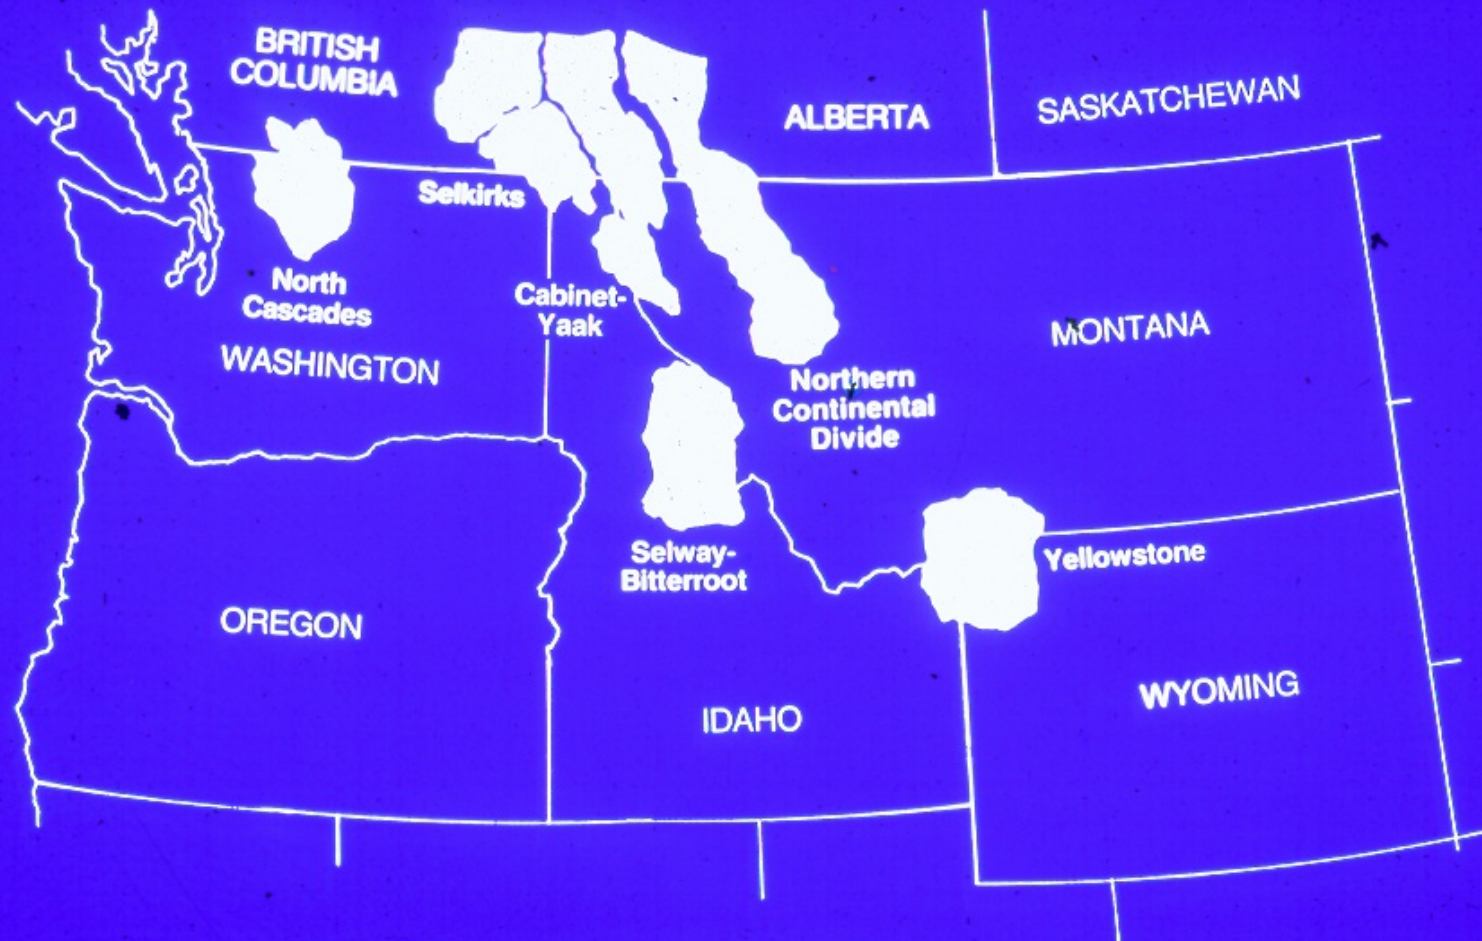 BRITISH
COLUMBIA
ALBERTA
SASKATCHEWAN
Selkirks
North
Cascades
Cabinet-
Yaak
MONTANA
WASHINGTON
Northern
Continental
Divide
Selway-
Bitterroot
Yellowstone
OREGON
IDAHO
WYOMING